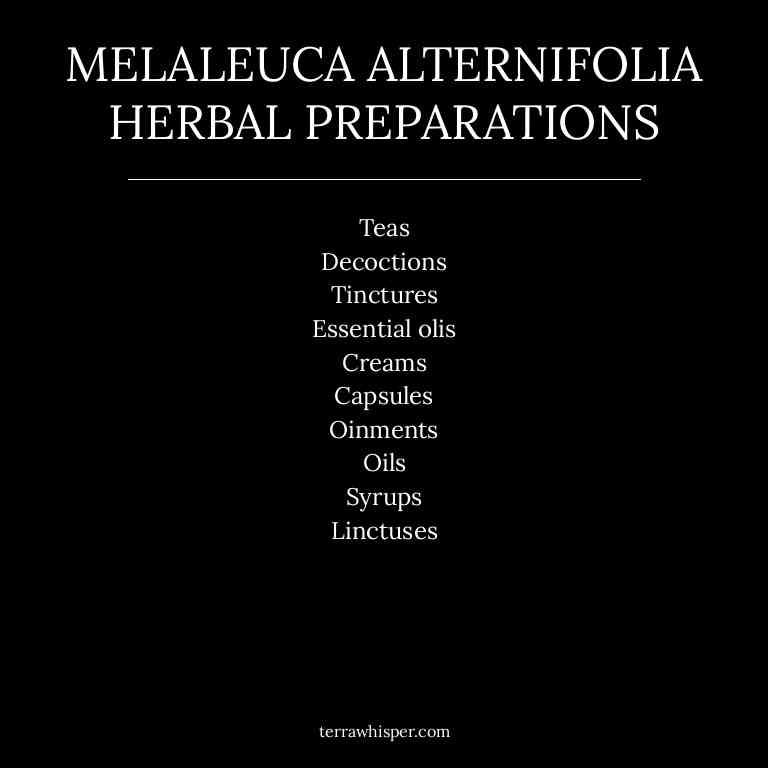 MELALEUCA ALTERNIFOLIA
HERBAL PREPARATIONS
Teas
Decoctions
Tinctures
Essential olis
Creams
Capsules
Oinments
Oils
Syrups
Linctuses
terrawhisper.com